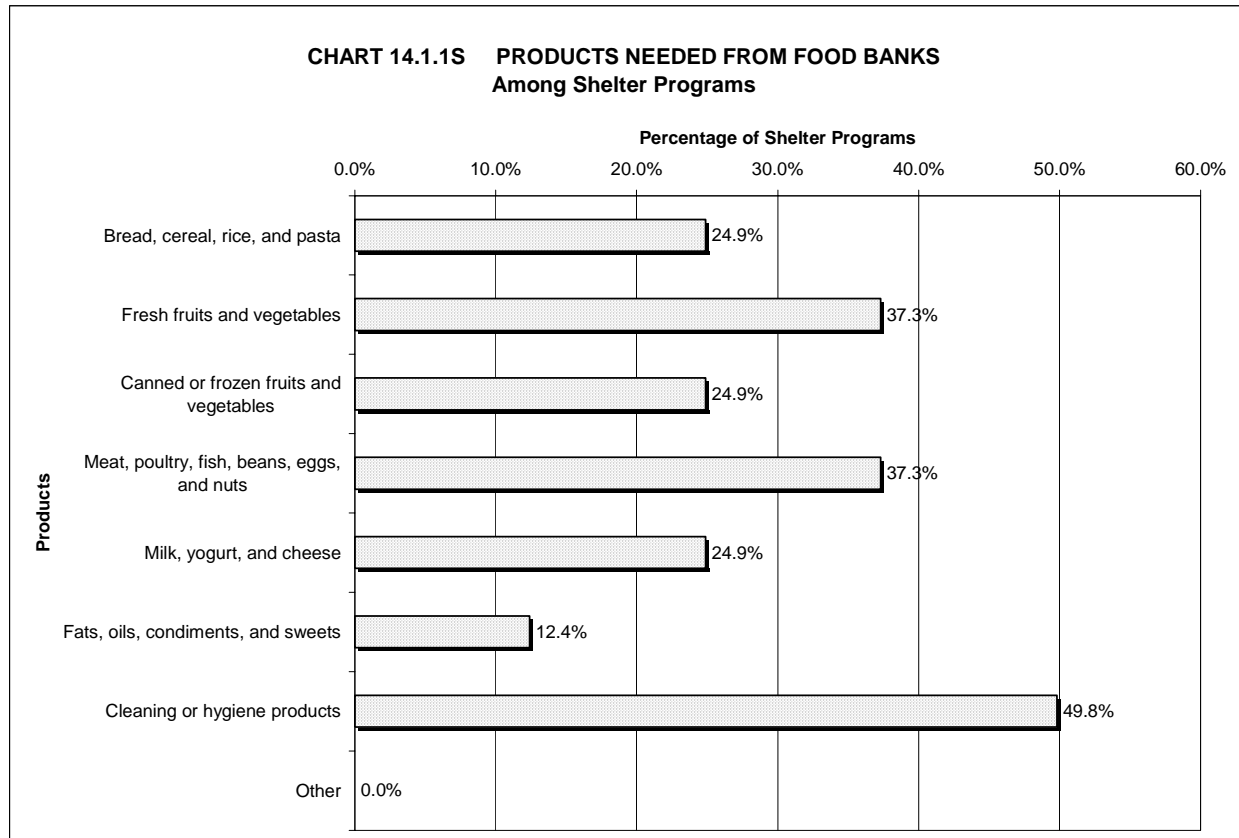 CHART 14.1.1S PRODUCTS NEEDED FROM FOOD BANKS
Among Shelter Programs
Percentage of Shelter Programs
0.0% 10.0% 20.0% 30.0% 40.0% 50.0% 60.0%
Products
Bread, cereal, rice, and pasta 24.9%
Fresh fruits and vegetables 37.3%
Canned or frozen fruits and
vegetables 24.9%
Meat, poultry, fish, beans, eggs,
and nuts 37.3%
Milk, yogurt, and cheese 24.9%
Fats, oils, condiments, and sweets 12.4%
Cleaning or hygiene products 49.8%
Other 0.0%